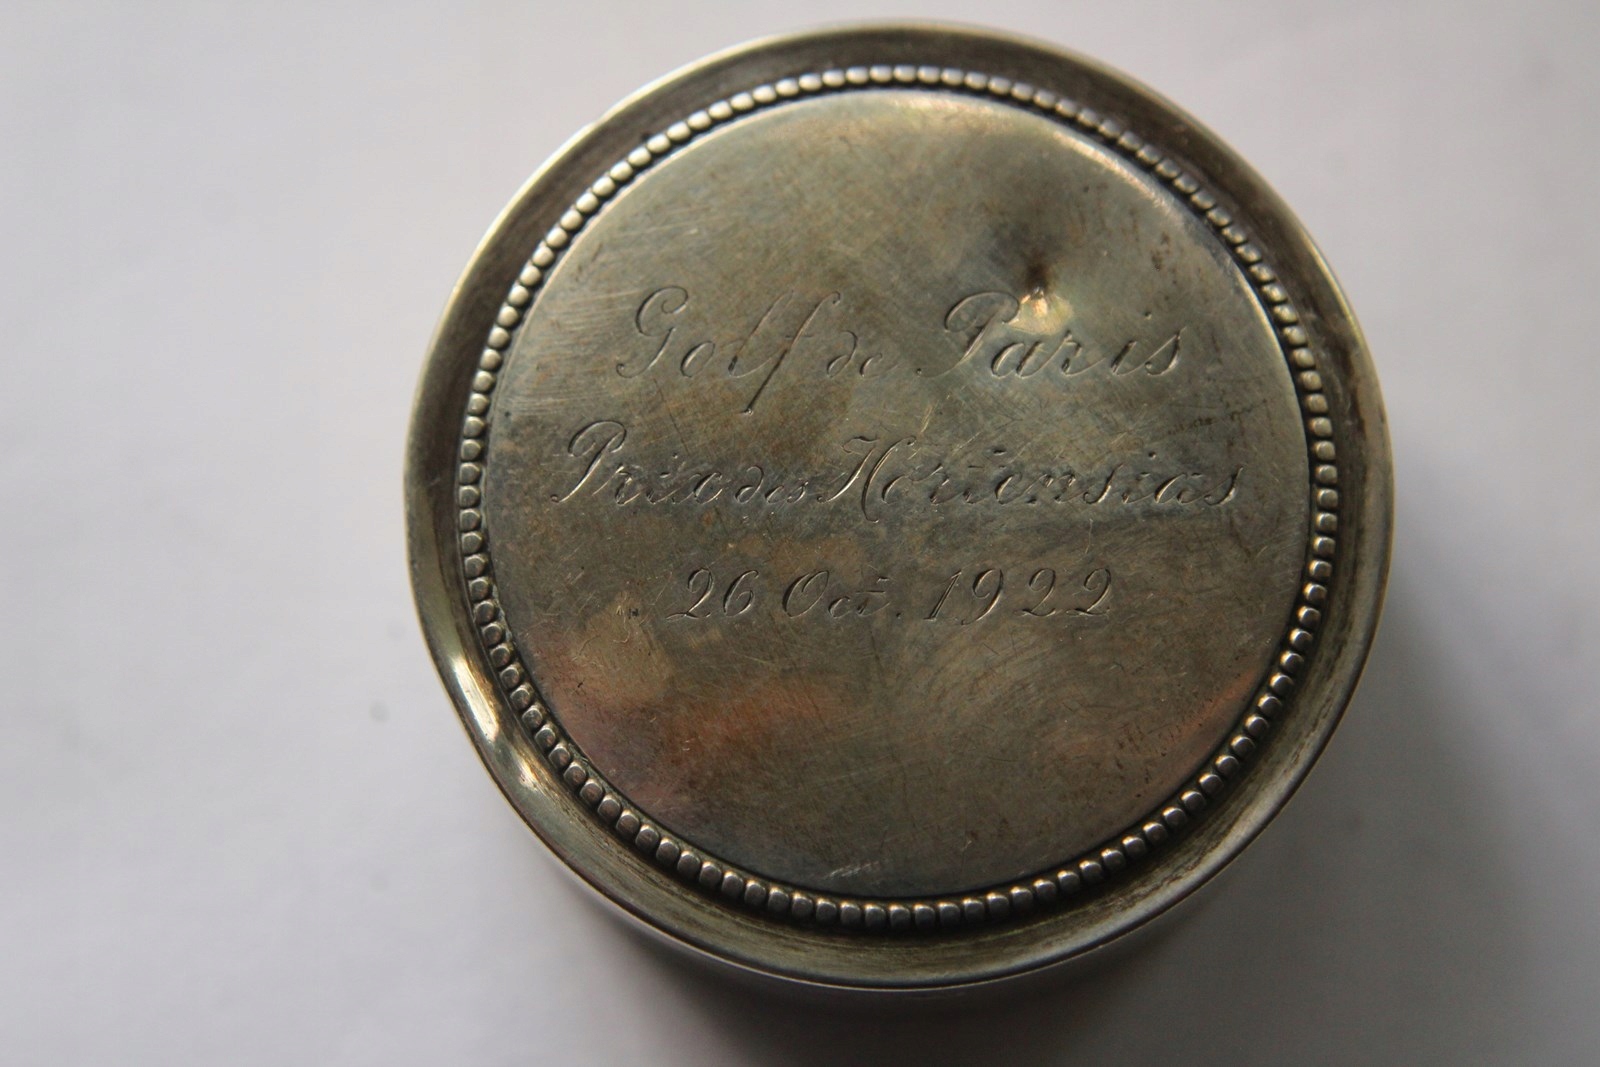 Golf de Paris
Prix des Hortensias
26 Oct. 1922